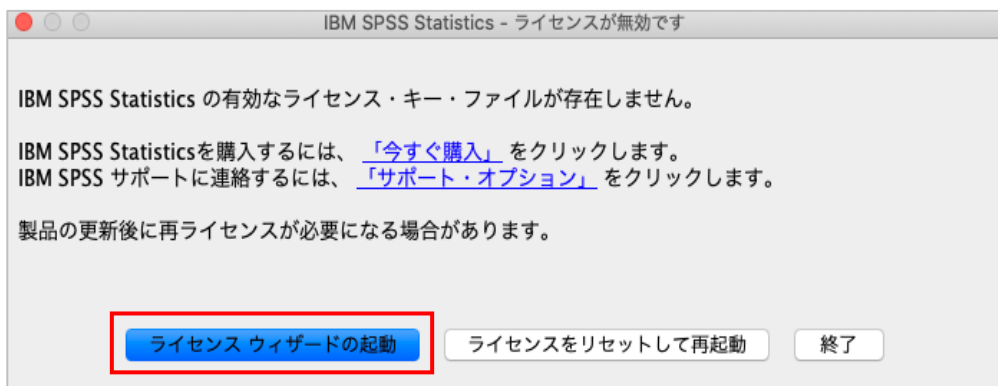 IBM SPSS Statistics - ライセンスが無効です
IBM SPSS Statistics の有効なライセンス・キー・ファイルが存在しません。
IBM SPSS Statisticsを購入するには、 「今すぐ購入」 をクリックします。
IBM SPSS サポートに連絡するには、 「サポート・オプション」 をクリックします。
製品の更新後に再ライセンスが必要になる場合があります。
ライセンス ウィザードの起動 ライセンスをリセットして再起動 終了